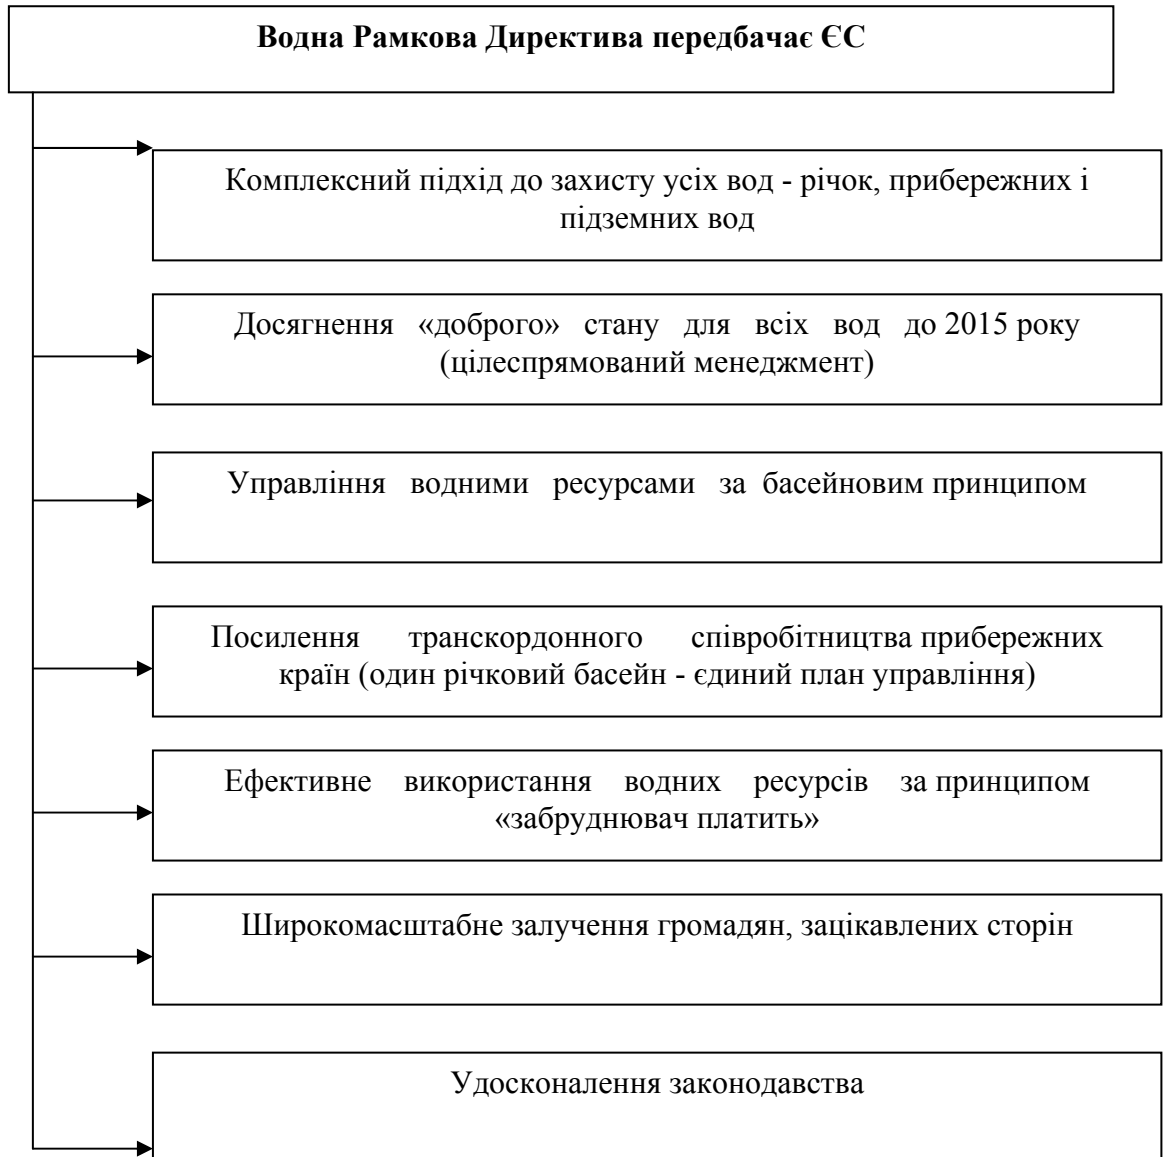 Водна Рамкова Директива передбачає ЄС
Комплексний підхід до захисту усіх вод - річок, прибережних і
підземних вод
Досягнення «доброго» стану для всіх вод до 2015 року
(цілеспрямований менеджмент)
Управління водними ресурсами за басейновим принципом
Посилення транскордонного співробітництва прибережних
країн (один річковий басейн - єдиний план управління)
Ефективне використання водних ресурсів за принципом
«забруднювач платить»
Широкомасштабне залучення громадян, зацікавлених сторін
Удосконалення законодавства